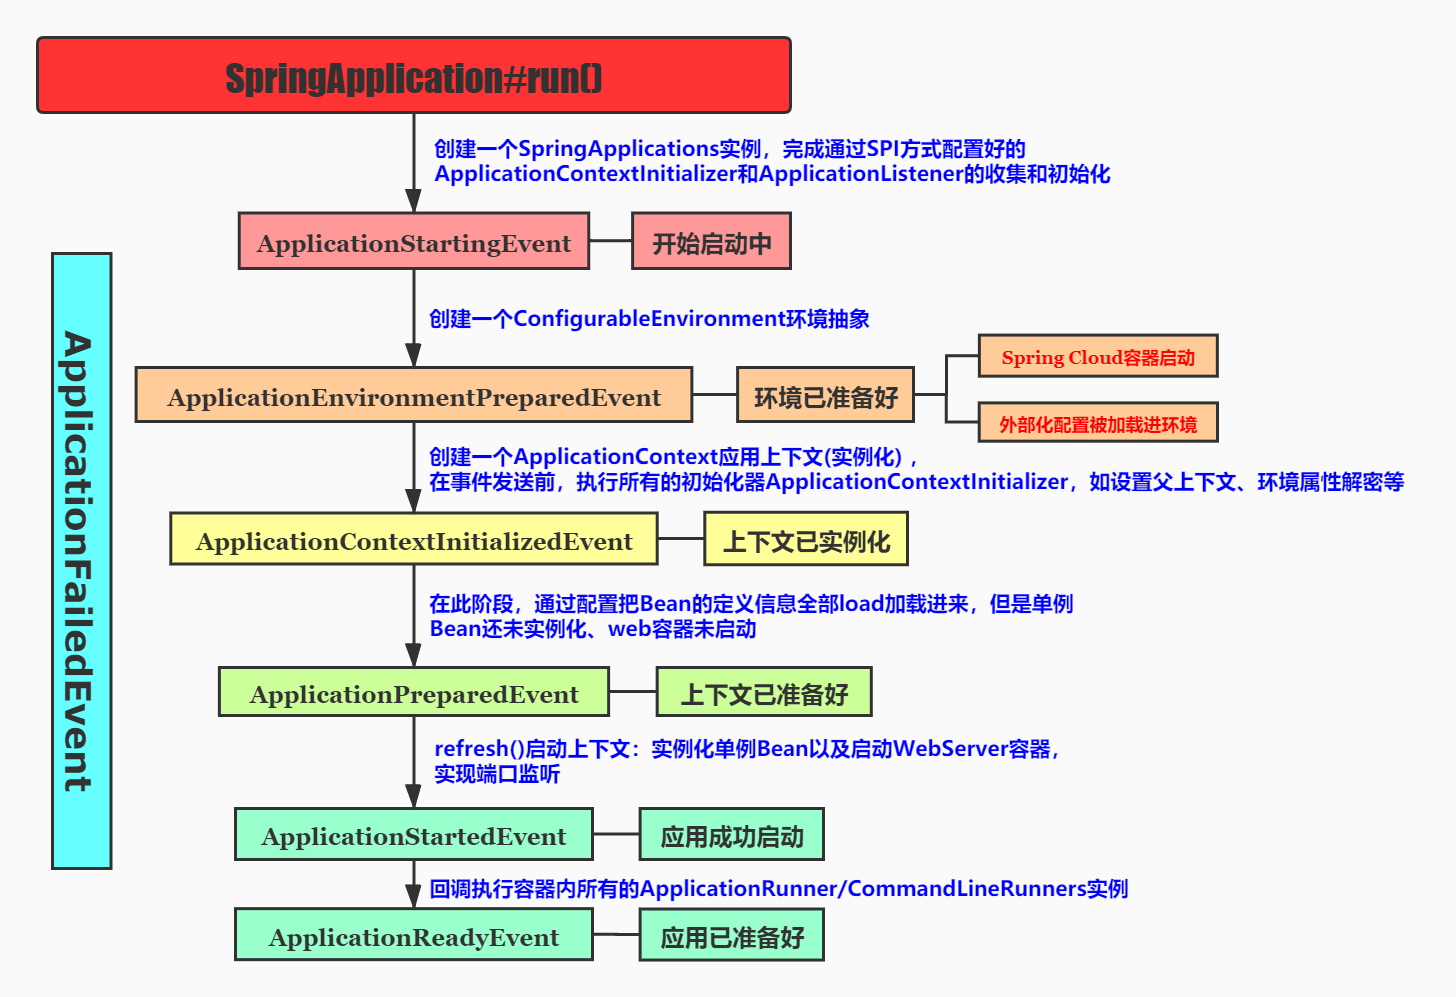 SpringApplication#run()
创建一个SpringApplications实例，完成通过SPI方式配置好的
ApplicationContextInitializer和ApplicationListener的收集和初始化
ApplicationStartingEvent
开始启动中
创建一个ConfigurableEnvironment环境抽象
ApplicationEnvironmentPreparedEvent
环境已准备好
Spring Cloud容器启动
外部化配置被加载进环境
创建一个ApplicationContext应用上下文(实例化) ，
在事件发送前，执行所有的初始化器ApplicationContextInitializer，如设置父上下文、环境属性解密等
ApplicationContextInitializedEvent
上下文已实例化
在此阶段，通过配置把Bean的定义信息全部load加载进来，但是单例
Bean还未实例化、web容器未启动
ApplicationPreparedEvent
上下文已准备好
refresh()启动上下文：实例化单例Bean以及启动WebServer容器，
实现端口监听
ApplicationStartedEvent
应用成功启动
回调执行容器内所有的ApplicationRunner/CommandLineRunners实例
ApplicationReadyEvent
应用已准备好
ApplicationFailedEvent